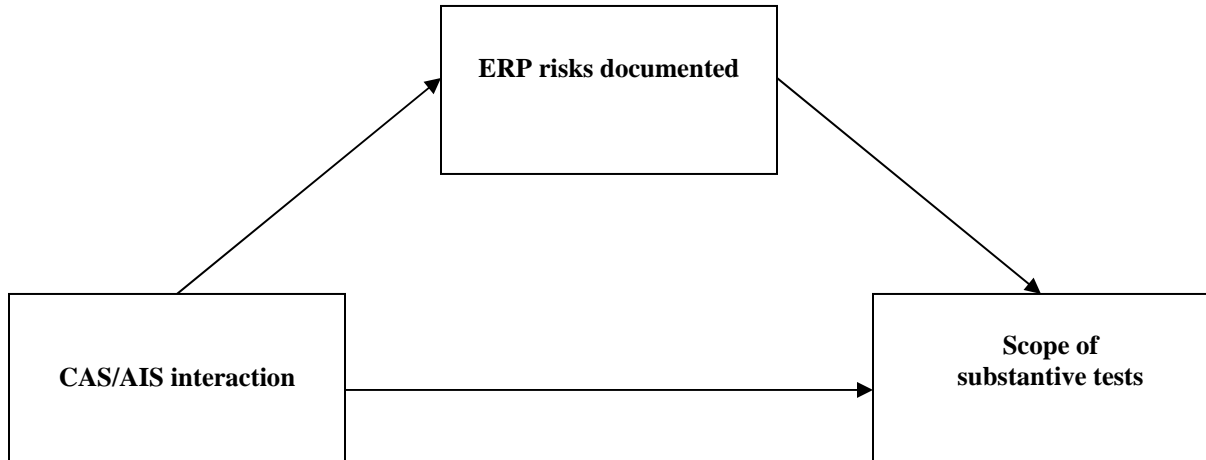 ERP risks documented
CAS/AIS interaction
Scope of
substantive tests